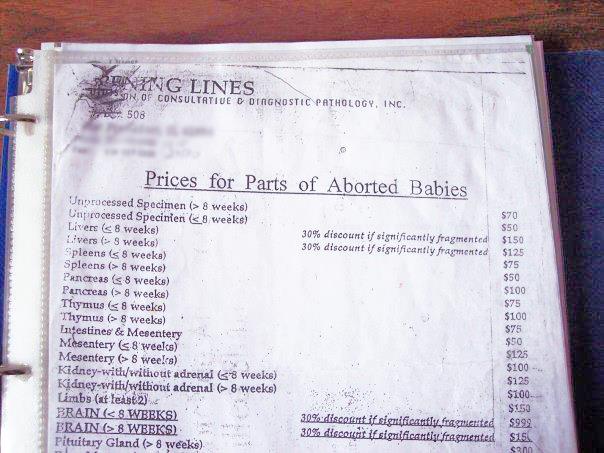 NING LINES
ON OF CONSULTATIVE & DIAGNOSTIC PATHOLOGY, INC.
508
Prices for Parts of Aborted Babies
Unprocessed Specimen (> 8 weeks) $70
Unprocessed Specimen (≤ 8 weeks) $50
Livers (≤ 8 weeks) 30% discount if significantly fragmented $150
Livers (> 8 weeks) 30% discount if significantly fragmented $125
Spleens (≤ 8 weeks) $75
Spleens (> 8 weeks) $50
Pancreas (≤ 8 weeks) $100
Pancreas (> 8 weeks) $75
Thymus (≤ 8 weeks) $100
Thymus (> 8 weeks) $75
Intestines & Mesentery $50
Mesentery (≤ 8 weeks) $125
Mesentery (> 8 weeks) $100
Kidney-with/without adrenal (≤ 8 weeks) $125
Kidney-with/without adrenal (> 8 weeks) $100
Limbs (at least 2) $150
BRAIN (< 8 WEEKS) 30% discount if significantly fragmented $999
BRAIN (> 8 WEEKS) 30% discount if significantly fragmented
Pituitary Gland (> 8 weeks) $300